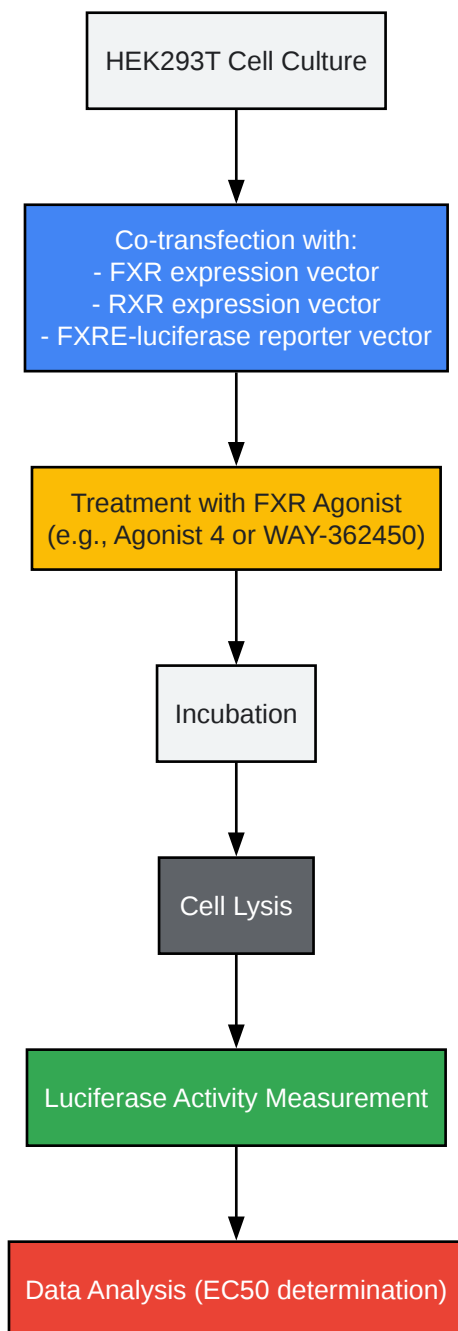 HEK293T Cell Culture
Co-transfection with:
- FXR expression vector
- RXR expression vector
- FXRE-luciferase reporter vector
Treatment with FXR Agonist
(e.g., Agonist 4 or WAY-362450)
Incubation
Cell Lysis
Luciferase Activity Measurement
Data Analysis (EC50 determination)